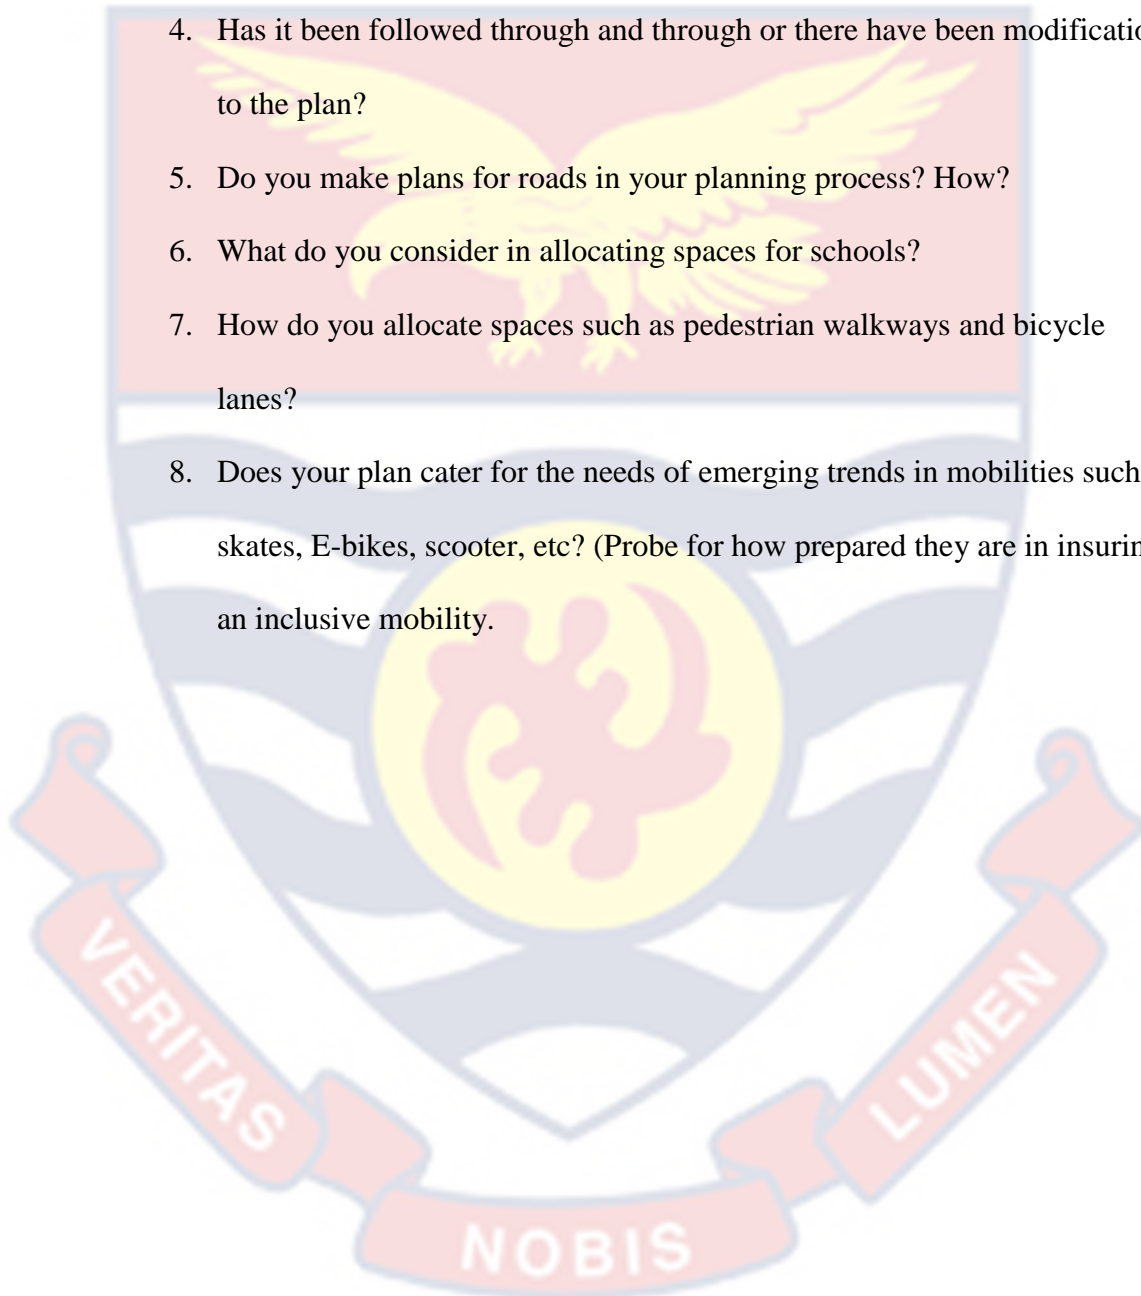 4. Has it been followed through and through or there have been modificatio
to the plan?
5. Do you make plans for roads in your planning process? How?
6. What do you consider in allocating spaces for schools?
7. How do you allocate spaces such as pedestrian walkways and bicycle
lanes?
8. Does your plan cater for the needs of emerging trends in mobilities such
skates, E-bikes, scooter, etc? (Probe for how prepared they are in insurin
an inclusive mobility.
VERITAS
NOBIS
LUMEN